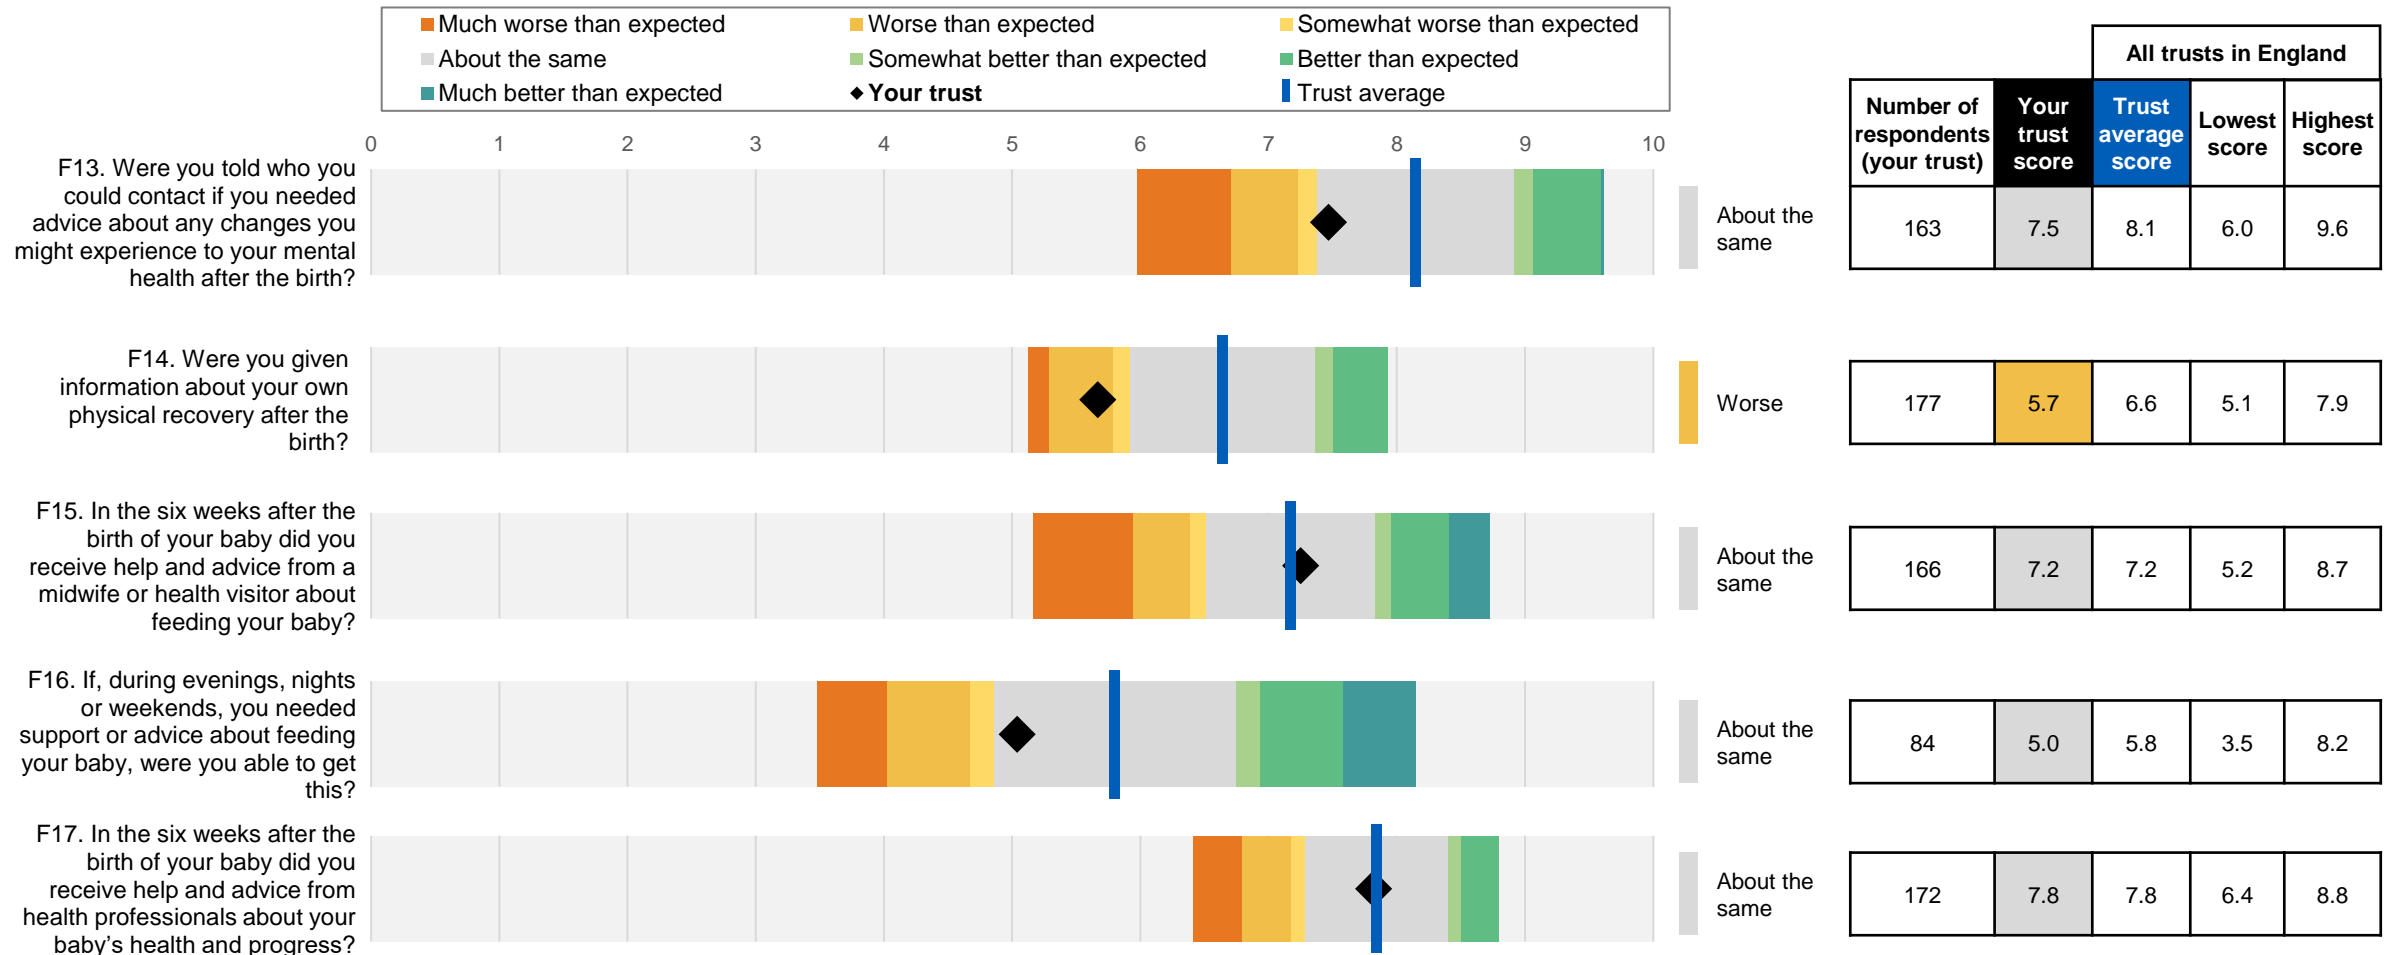 Much worse than expected
Worse than expected
Somewhat worse than expected
About the same
Somewhat better than expected
Better than expected
Much better than expected
Your trust
Trust average
All trusts in England
Number of respondents (your trust)
Your trust score
Trust average score
Lowest score
Highest score
0 1 2 3 4 5 6 7 8 9 10
F13. Were you told who you
could contact if you needed
advice about any changes you
might experience to your mental
health after the birth?
About the
same
163 7.5 8.1 6.0 9.6
F14. Were you given
information about your own
physical recovery after the
birth?
Worse
177 5.7 6.6 5.1 7.9
F15. In the six weeks after the
birth of your baby did you
receive help and advice from a
midwife or health visitor about
feeding your baby?
About the
same
166 7.2 7.2 5.2 8.7
F16. If, during evenings, nights
or weekends, you needed
support or advice about feeding
your baby, were you able to get
this?
About the
same
84 5.0 5.8 3.5 8.2
F17. In the six weeks after the
birth of your baby did you
receive help and advice from
health professionals about your
baby's health and progress?
About the
same
172 7.8 7.8 6.4 8.8